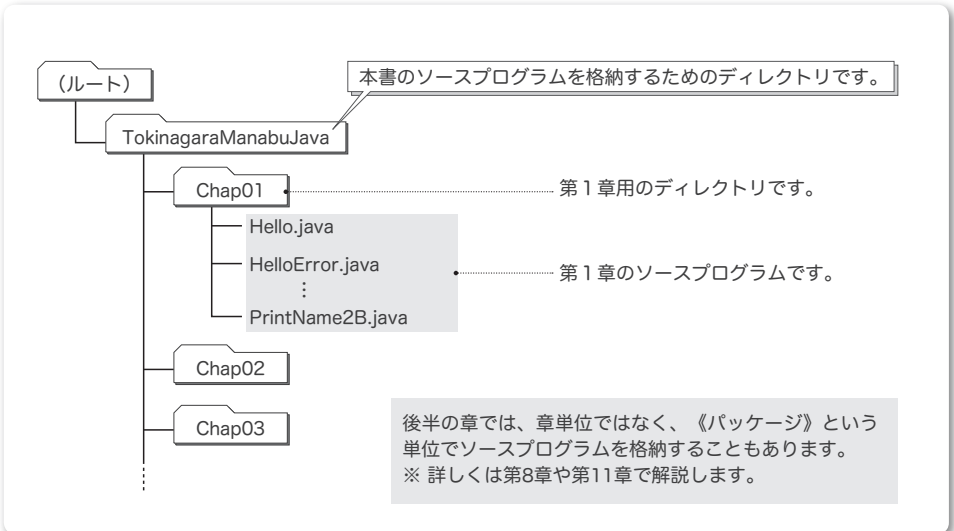 (ルート)
本書のソースプログラムを格納するためのディレクトリです。
TokinagaraManabuJava
Chap01
第1章用のディレクトリです。
Hello.java
HelloError.java
第1章のソースプログラムです。
⋮
PrintName2B.java
Chap02
Chap03
後半の章では、章単位ではなく、《パッケージ》という
単位でソースプログラムを格納することもあります。
※ 詳しくは第8章や第11章で解説します。